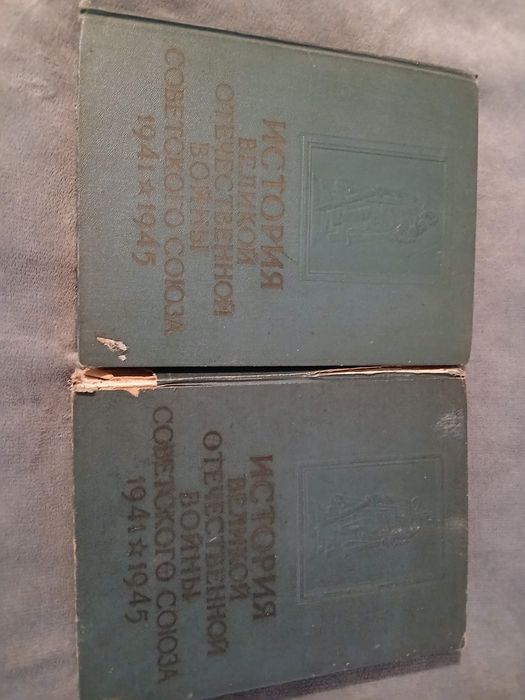 ИСТОРИЯ
ВЕЛИКОЙ
ОТЕЧЕСТВЕННОЙ
ВОЙНЫ
СОВЕТСКОГО СОЮЗА
1941 ★ 1945
ИСТОРИЯ
ВЕЛИКОЙ
ОТЕЧЕСТВЕННОЙ
ВОЙНЫ
СОВЕТСКОГО СОЮЗА
1941 ★ 1945